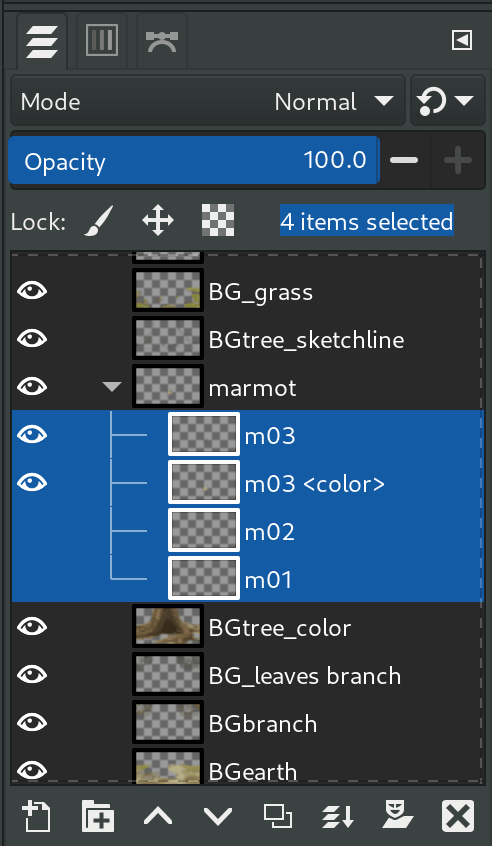 Mode Normal
Opacity 100.0
Lock: 4 items selected
BG_grass
BGtree_sketchline
marmot
m03
m03 <color>
m02
m01
BGtree_color
BG_leaves branch
BGbranch
BGearth